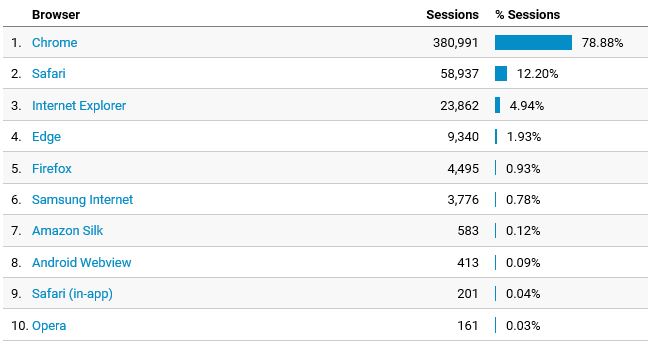 Browser Sessions % Sessions
1. Chrome 380,991 78.88%
2. Safari 58,937 12.20%
3. Internet Explorer 23,862 4.94%
4. Edge 9,340 1.93%
5. Firefox 4,495 0.93%
6. Samsung Internet 3,776 0.78%
7. Amazon Silk 583 0.12%
8. Android Webview 413 0.09%
9. Safari (in-app) 201 0.04%
10. Opera 161 0.03%